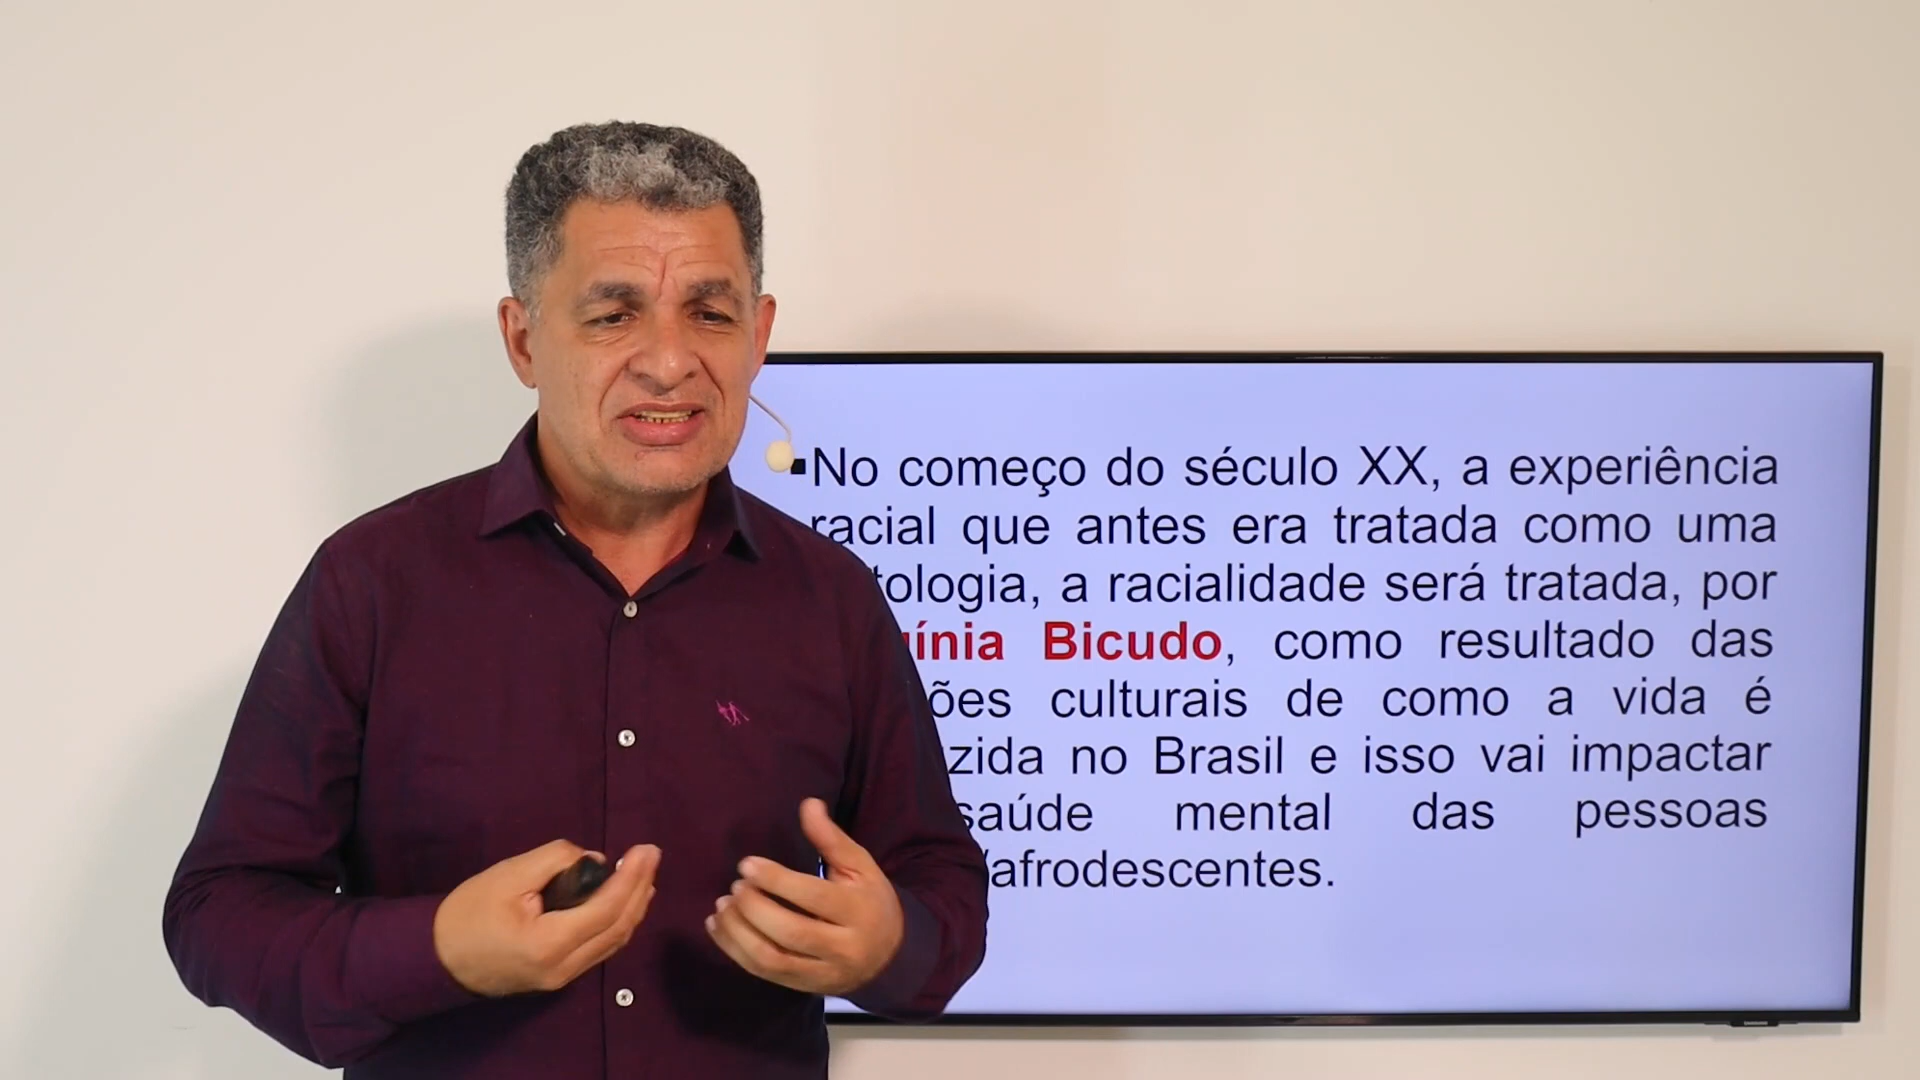 No começo do século XX, a experiência
racial que antes era tratada como uma
tologia, a racialidade será tratada, por
gínia Bicudo, como resultado das
ões culturais de como a vida é
zida no Brasil e isso vai impactar
saúde mental das pessoas
/afrodescentes.